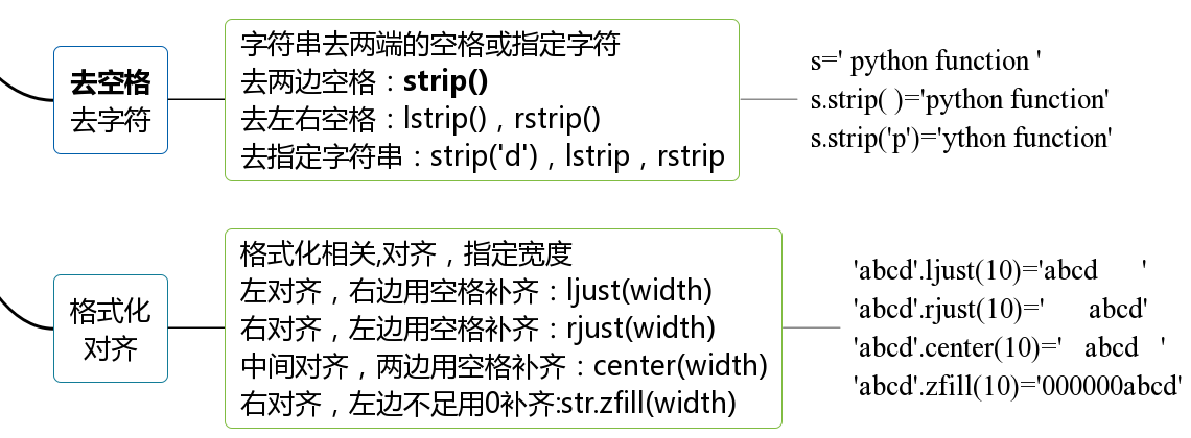 去空格
去字符
字符串去两端的空格或指定字符
去两边空格：strip()
去左右空格：lstrip()，rstrip()
去指定字符串：strip('d')，lstrip，rstrip
s=' python function '
s.strip( )='python function'
s.strip('p')='ython function'
格式化
对齐
格式化相关,对齐，指定宽度
左对齐，右边用空格补齐：ljust(width)
右对齐，左边用空格补齐：rjust(width)
中间对齐，两边用空格补齐：center(width)
右对齐，左边不足用0补齐:str.zfill(width)
'abcd'.ljust(10)='abcd      '
'abcd'.rjust(10)='      abcd'
'abcd'.center(10)='   abcd   '
'abcd'.zfill(10)='000000abcd'